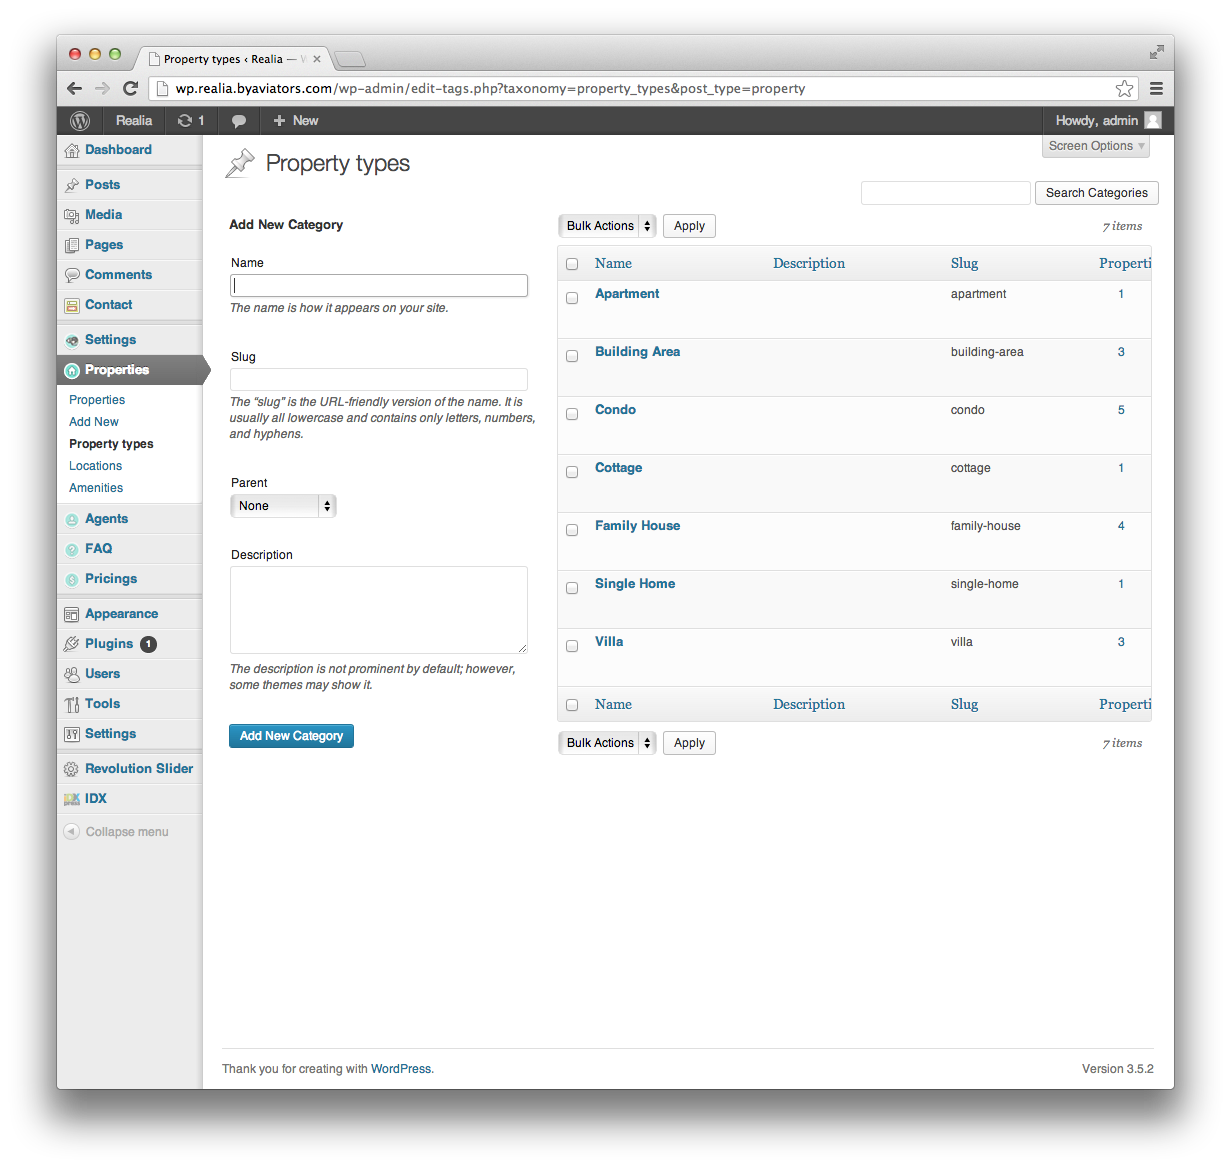 Property types ‹ Realia — W
wp.realia.byaviators.com/wp-admin/edit-tags.php?taxonomy=property_types&post_type=property
Realia 1 New Howdy, admin
Screen Options
Dashboard
Posts
Media
Pages
Comments
Contact
Settings
Properties
Properties
Add New
Property types
Locations
Amenities
Agents
FAQ
Pricings
Appearance
Plugins 1
Users
Tools
Settings
Revolution Slider
IDX
Collapse menu
Property types
Search Categories
Add New Category
Name
The name is how it appears on your site.
Slug
The “slug” is the URL-friendly version of the name. It is
usually all lowercase and contains only letters, numbers,
and hyphens.
Parent
None
Description
The description is not prominent by default; however,
some themes may show it.
Add New Category
Bulk Actions Apply 7 items
Name Description Slug Properti
Apartment apartment 1
Building Area building-area 3
Condo condo 5
Cottage cottage 1
Family House family-house 4
Single Home single-home 1
Villa villa 3
Name Description Slug Properti
Bulk Actions Apply 7 items
Thank you for creating with WordPress. Version 3.5.2